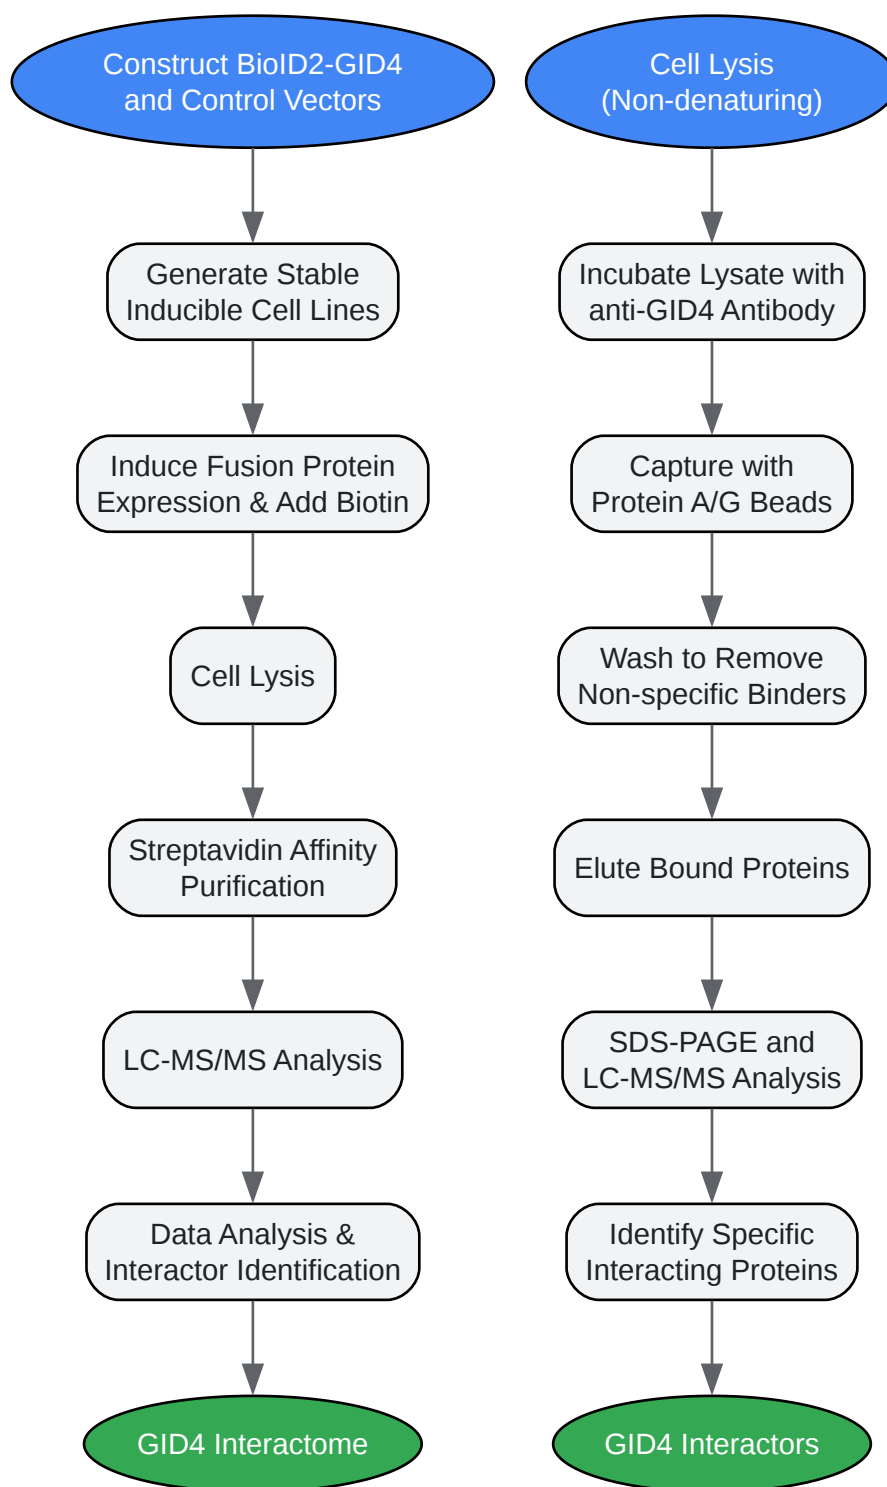 Construct BioID2-GID4
and Control Vectors
Generate Stable
Inducible Cell Lines
Induce Fusion Protein
Expression & Add Biotin
Cell Lysis
Streptavidin Affinity
Purification
LC-MS/MS Analysis
Data Analysis &
Interactor Identification
GID4 Interactome
Cell Lysis
(Non-denaturing)
Incubate Lysate with
anti-GID4 Antibody
Capture with
Protein A/G Beads
Wash to Remove
Non-specific Binders
Elute Bound Proteins
SDS-PAGE and
LC-MS/MS Analysis
Identify Specific
Interacting Proteins
GID4 Interactors